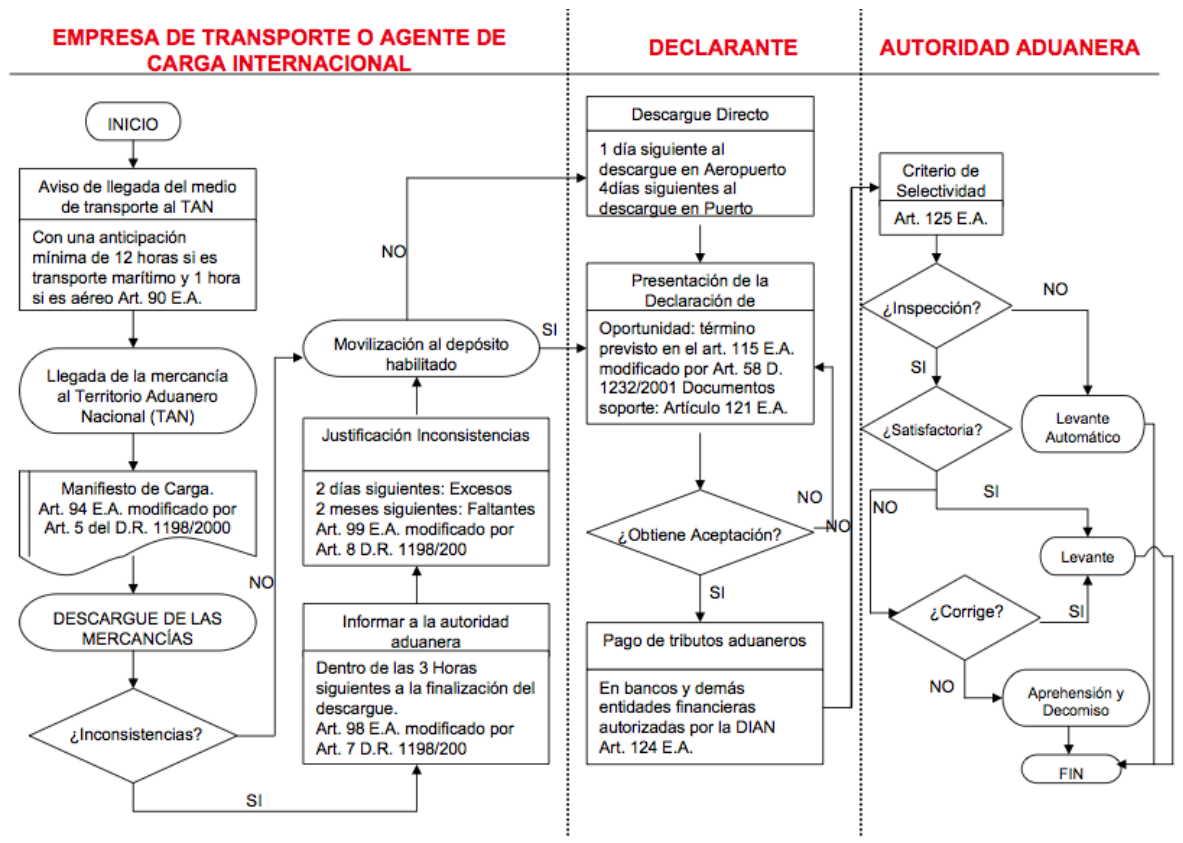 EMPRESA DE TRANSPORTE O AGENTE DE
CARGA INTERNACIONAL
DECLARANTE
AUTORIDAD ADUANERA
INICIO
Aviso de llegada del medio
de transporte al TAN
Con una anticipación
mínima de 12 horas si es
transporte marítimo y 1 hora
si es aéreo Art. 90 E.A.
Llegada de la mercancía
al Territorio Aduanero
Nacional (TAN)
Manifiesto de Carga.
Art. 94 E.A. modificado por
Art. 5 del D.R. 1198/2000
DESCARGUE DE LAS
MERCANCÍAS
¿Inconsistencias?
NO
SI
NO
SI
Movilización al depósito
habilitado
Justificación Inconsistencias
2 días siguientes: Excesos
2 meses siguientes: Faltantes
Art. 99 E.A. modificado por
Art. 8 D.R. 1198/200
Informar a la autoridad
aduanera
Dentro de las 3 Horas
siguientes a la finalización del
descargue.
Art. 98 E.A. modificado por
Art. 7 D.R. 1198/200
Descargue Directo
1 día siguiente al
descargue en Aeropuerto
4días siguientes al
descargue en Puerto
Presentación de la
Declaración de
Oportunidad: término
previsto en el art. 115 E.A.
modificado por Art. 58 D.
1232/2001 Documentos
soporte: Artículo 121 E.A.
¿Obtiene Aceptación?
NO
NO
SI
Pago de tributos aduaneros
En bancos y demás
entidades financieras
autorizadas por la DIAN
Art. 124 E.A.
Criterio de
Selectividad
Art. 125 E.A.
¿Inspección?
NO
SI
¿Satisfactoria?
Levante
Automático
SI
NO
Levante
¿Corrige?
SI
NO
Aprehensión y
Decomiso
FIN